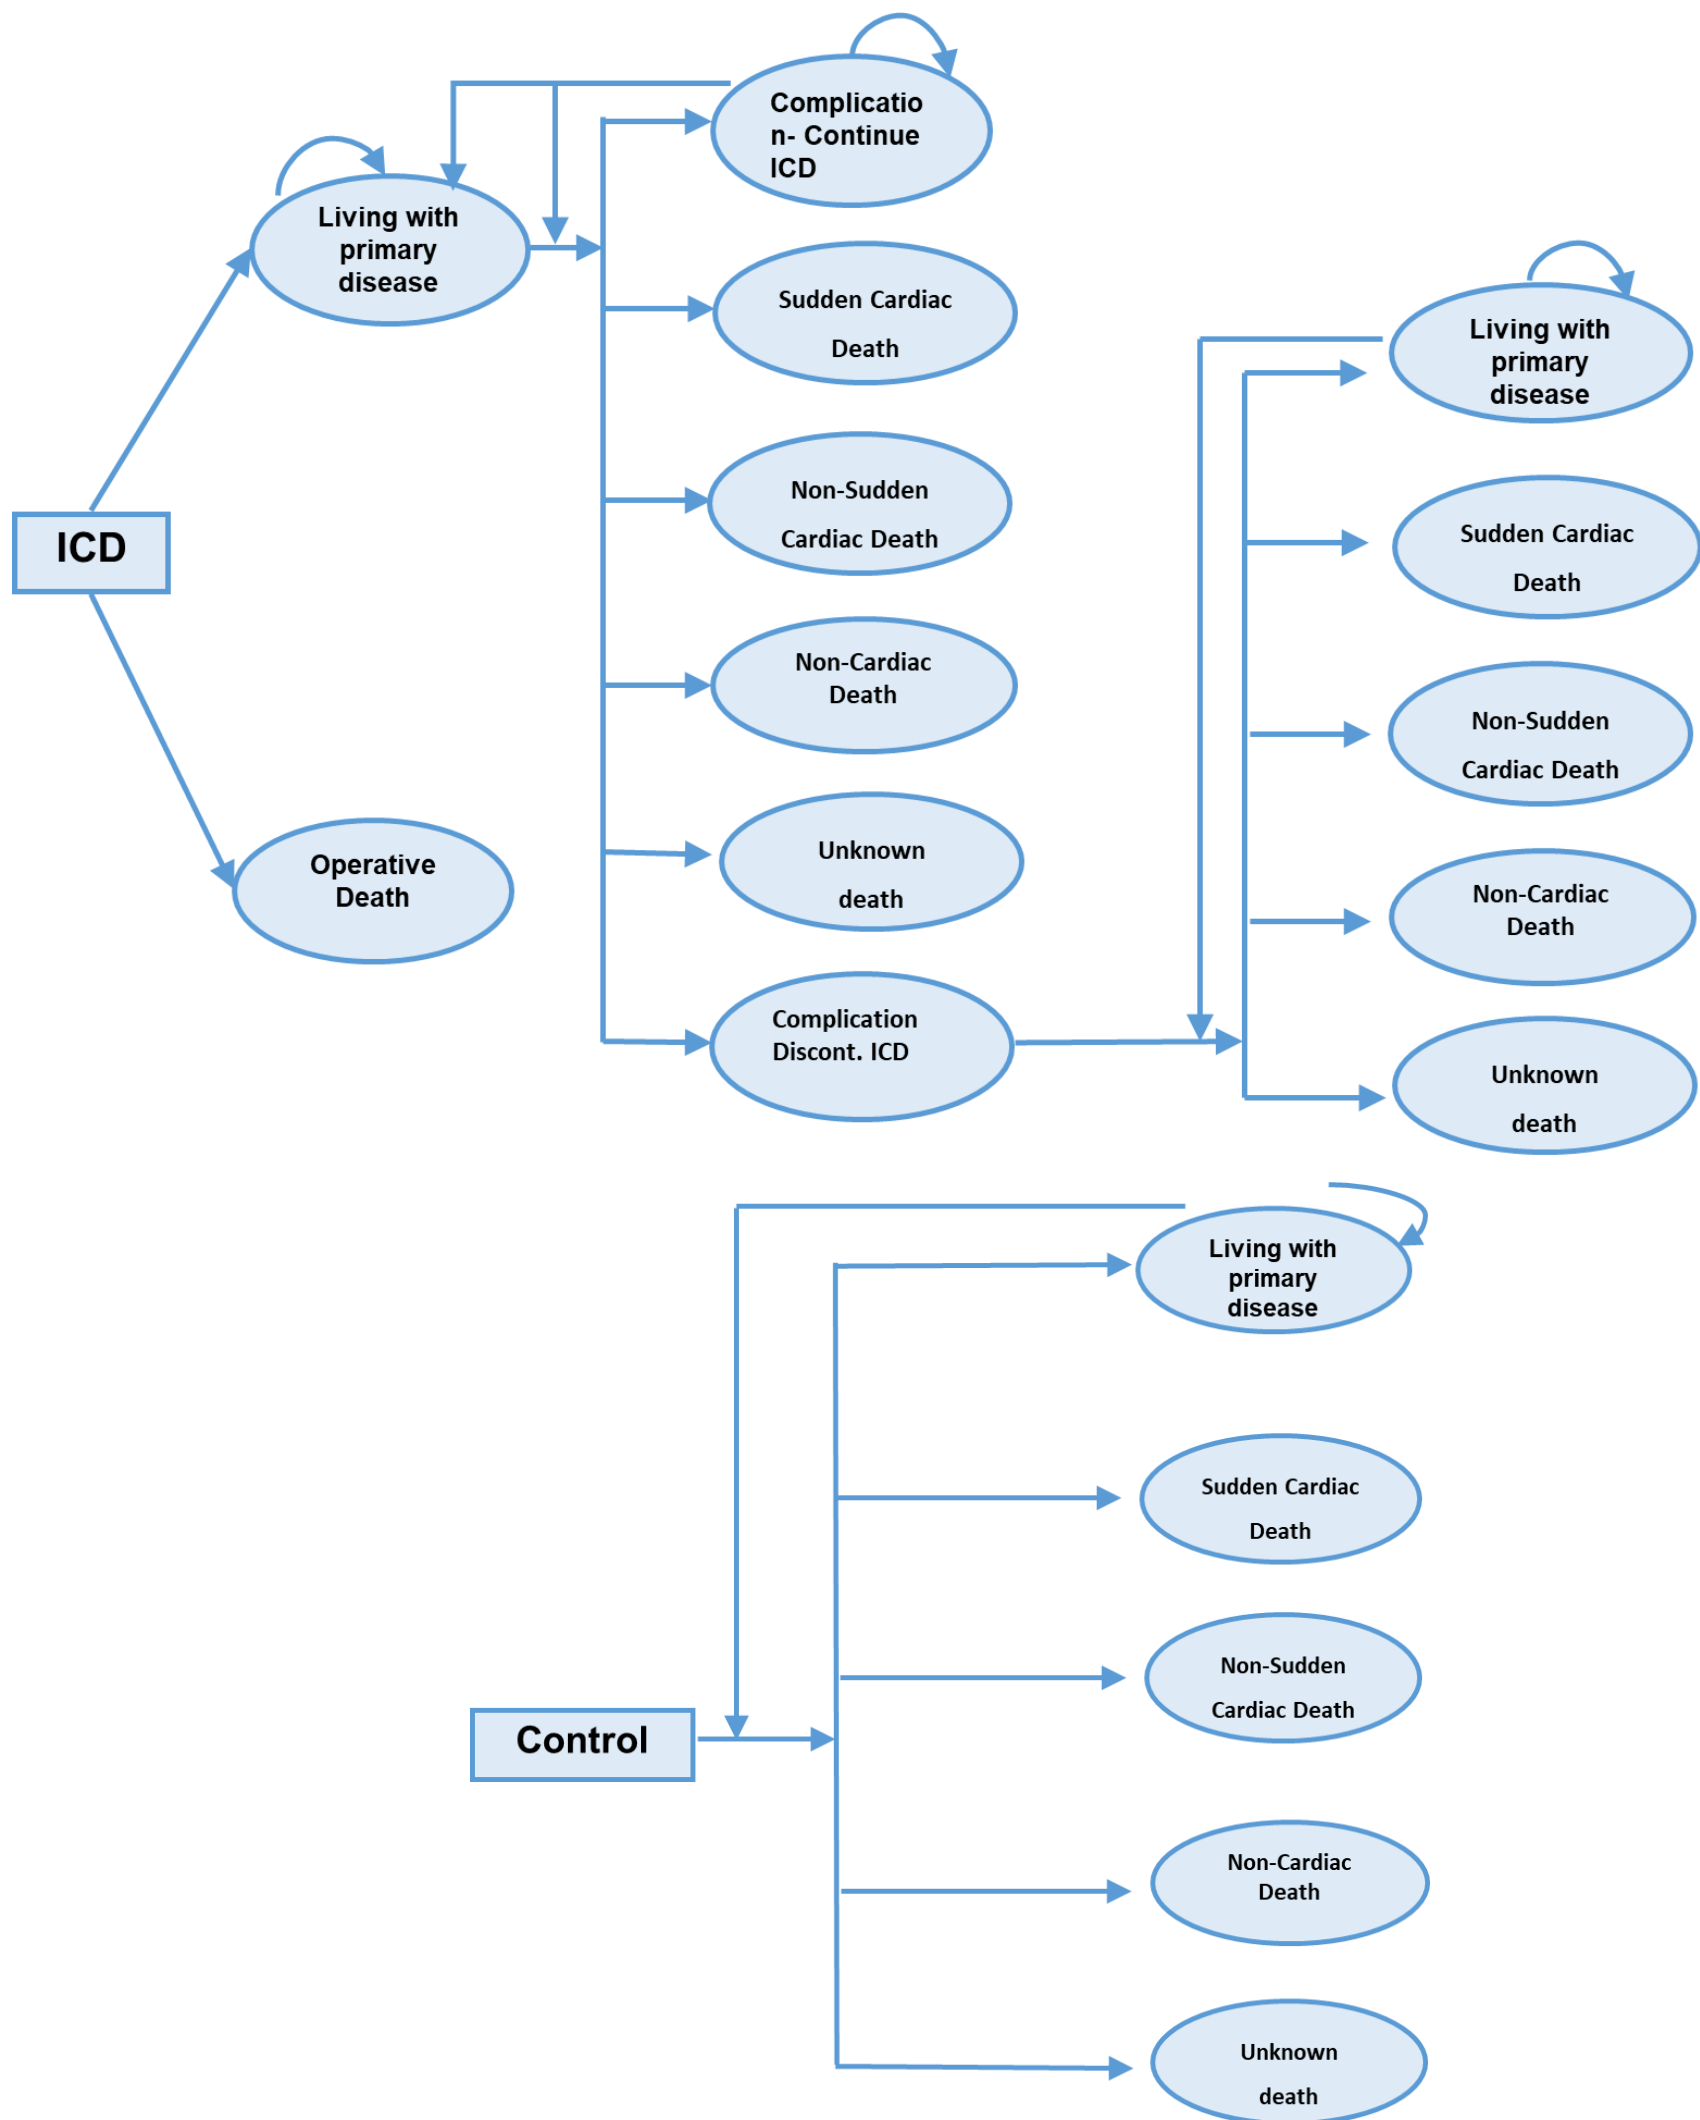 Complicatio
n- Continue
ICD
Living with
primary
disease
Sudden Cardiac
Death
Living with
primary
disease
Non-Sudden
Cardiac Death
ICD
Sudden Cardiac
Death
Non-Cardiac
Death
Non-Sudden
Cardiac Death
Operative
Death
Unknown
death
Non-Cardiac
Death
Complication
Discont. ICD
Unknown
death
Living with
primary
disease
Sudden Cardiac
Death
Non-Sudden
Cardiac Death
Control
Non-Cardiac
Death
Unknown
death